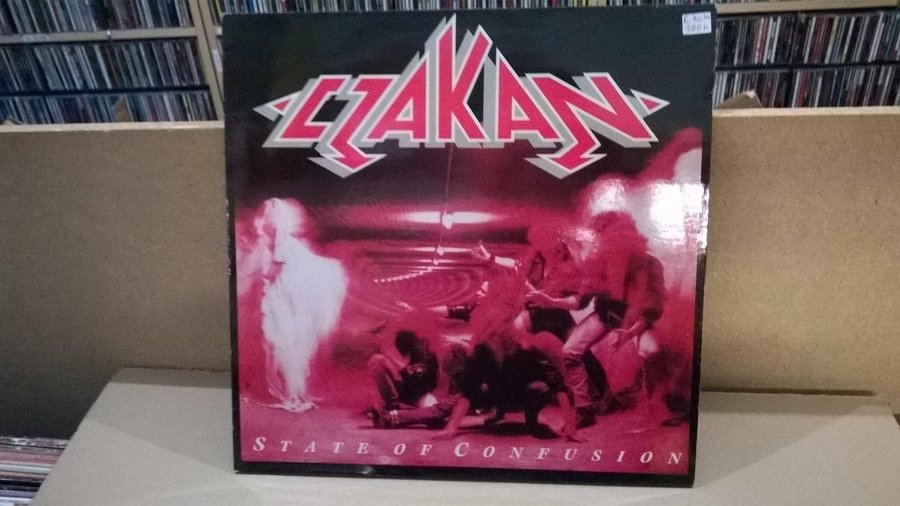 CZAKAN
STATE OF CONFUSION